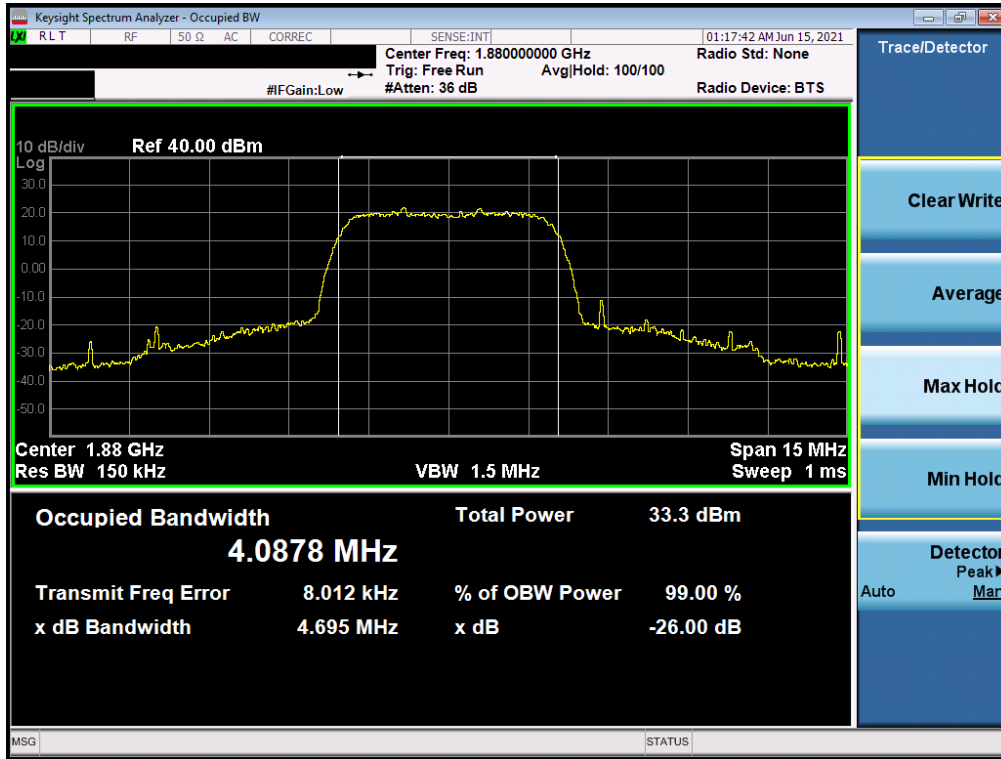 Keysight Spectrum Analyzer - Occupied BW
LXI RLT RF 50 Ω AC CORREC SENSE:INT 01:17:42 AM Jun 15, 2021
Center Freq: 1.880000000 GHz Radio Std: None
Trig: Free Run Avg|Hold: 100/100
#IFGain:Low #Atten: 36 dB Radio Device: BTS
10 dB/div Ref 40.00 dBm
Log
30.0
20.0
10.0
0.00
-10.0
-20.0
-30.0
-40.0
-50.0
Center 1.88 GHz Span 15 MHz
Res BW 150 kHz VBW 1.5 MHz Sweep 1 ms
Occupied Bandwidth Total Power 33.3 dBm
4.0878 MHz
Transmit Freq Error 8.012 kHz % of OBW Power 99.00 %
x dB Bandwidth 4.695 MHz x dB -26.00 dB
MSG STATUS
Trace/Detector
Clear Write
Average
Max Hold
Min Hold
Detector
Peak
Auto Man